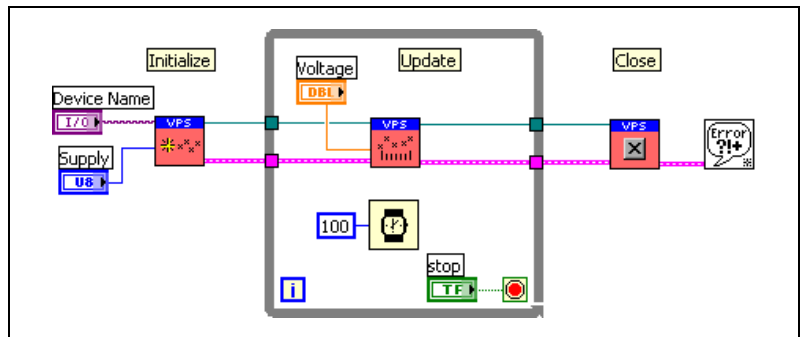 Initialize
Update
Close
Voltage
DBL
Device Name
I/O
VPS
VPS
VPS
Error
?!+
Supply
U8
100
stop
i
TF